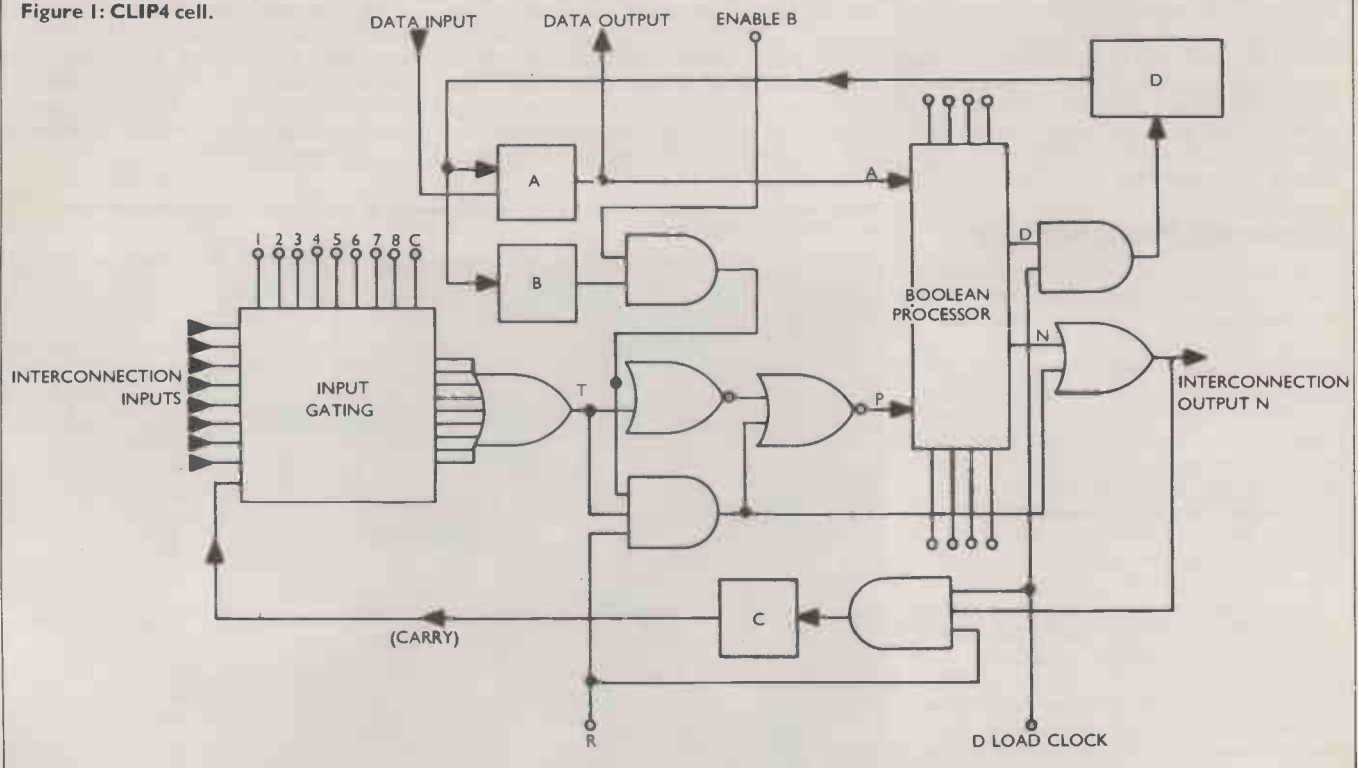 Figure 1: CLIP4 cell.
DATA INPUT
DATA OUTPUT
ENABLE B
D
A
A
B
1 2 3 4 5 6 7 8 C
D
BOOLEAN
PROCESSOR
N
INTERCONNECTION
INPUTS
INPUT
GATING
T
P
INTERCONNECTION
OUTPUT N
C
(CARRY)
R
D LOAD CLOCK